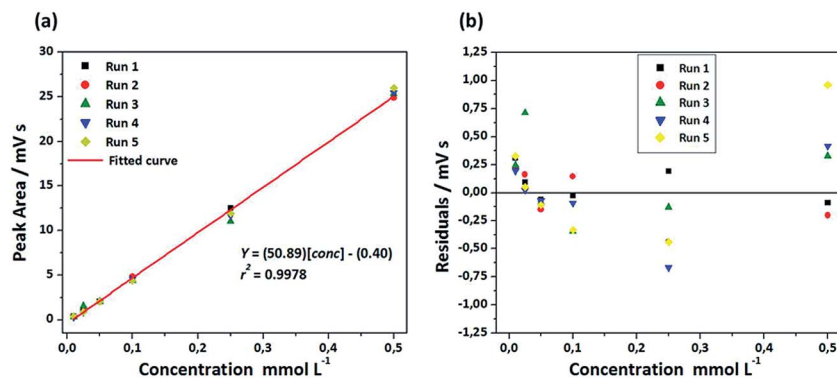 (a)
30
25
20
15
10
5
0
Peak Area / mV s
Run 1
Run 2
Run 3
Run 4
Run 5
Fitted curve
Y = (50.89)[conc] - (0.40)
r² = 0.9978
0,0 0,1 0,2 0,3 0,4 0,5
Concentration mmol L⁻¹
(b)
1,25
1,00
0,75
0,50
0,25
0,00
-0,25
-0,50
-0,75
1,00
1,25
Residuals / mV s
Run 1
Run 2
Run 3
Run 4
Run 5
0,0 0,1 0,2 0,3 0,4 0,5
Concentration mmol L⁻¹